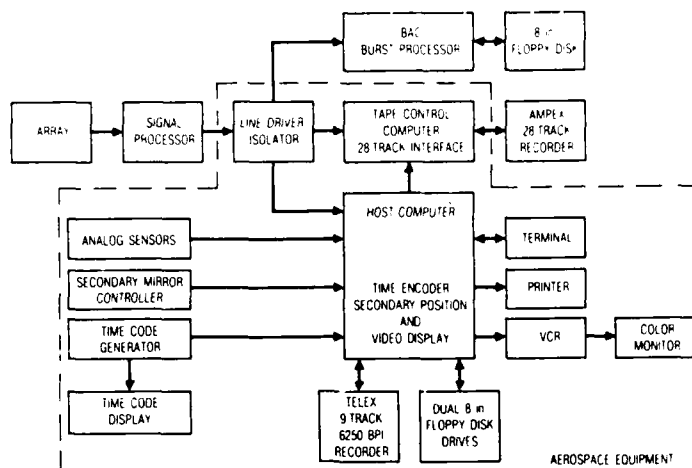 BAC
BURST PROCESSOR
8 in
FLOPPY DISK
ARRAY
SIGNAL
PROCESSOR
LINE DRIVER
ISOLATOR
TAPE CONTROL
COMPUTER
28 TRACK INTERFACE
AMPEX
28 TRACK
RECORDER
HOST COMPUTER
TIME ENCODER
SECONDARY POSITION
AND
VIDEO DISPLAY
ANALOG SENSORS
SECONDARY MIRROR
CONTROLLER
TIME CODE
GENERATOR
TIME CODE
DISPLAY
TERMINAL
PRINTER
VCR
COLOR
MONITOR
TELEX
9 TRACK
6250 BPI
RECORDER
DUAL 8 in
FLOPPY DISK
DRIVES
AEROSPACE EQUIPMENT